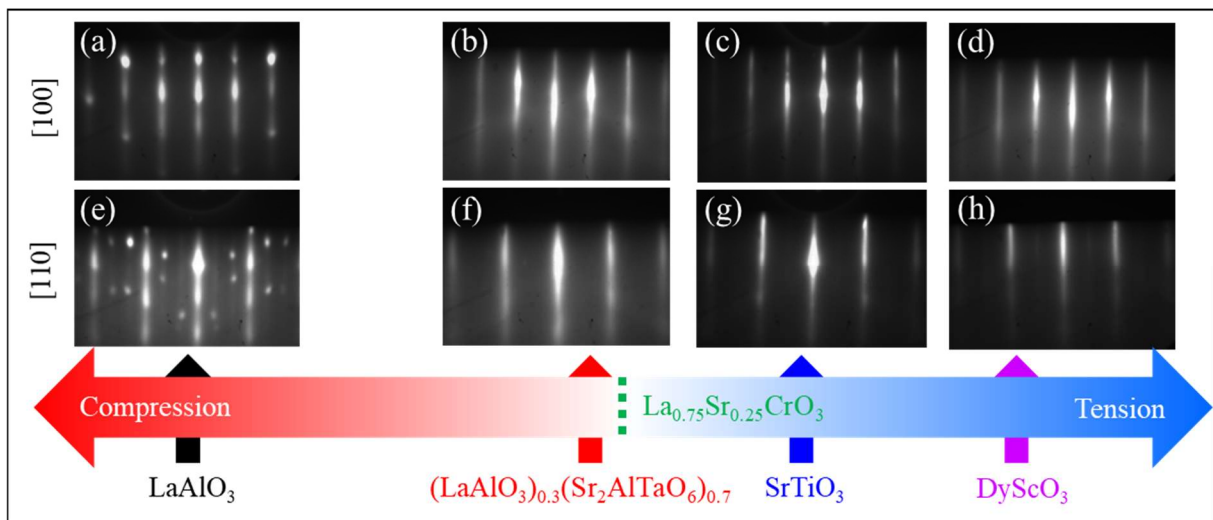 (a) (b) (c) (d)
[100]
(e) (f) (g) (h)
[110]
Compression La₀.₇₅Sr₀.₂₅CrO₃ Tension
LaAlO₃ (LaAlO₃)₀.₃(Sr₂AlTaO₆)₀.₇ SrTiO₃ DyScO₃